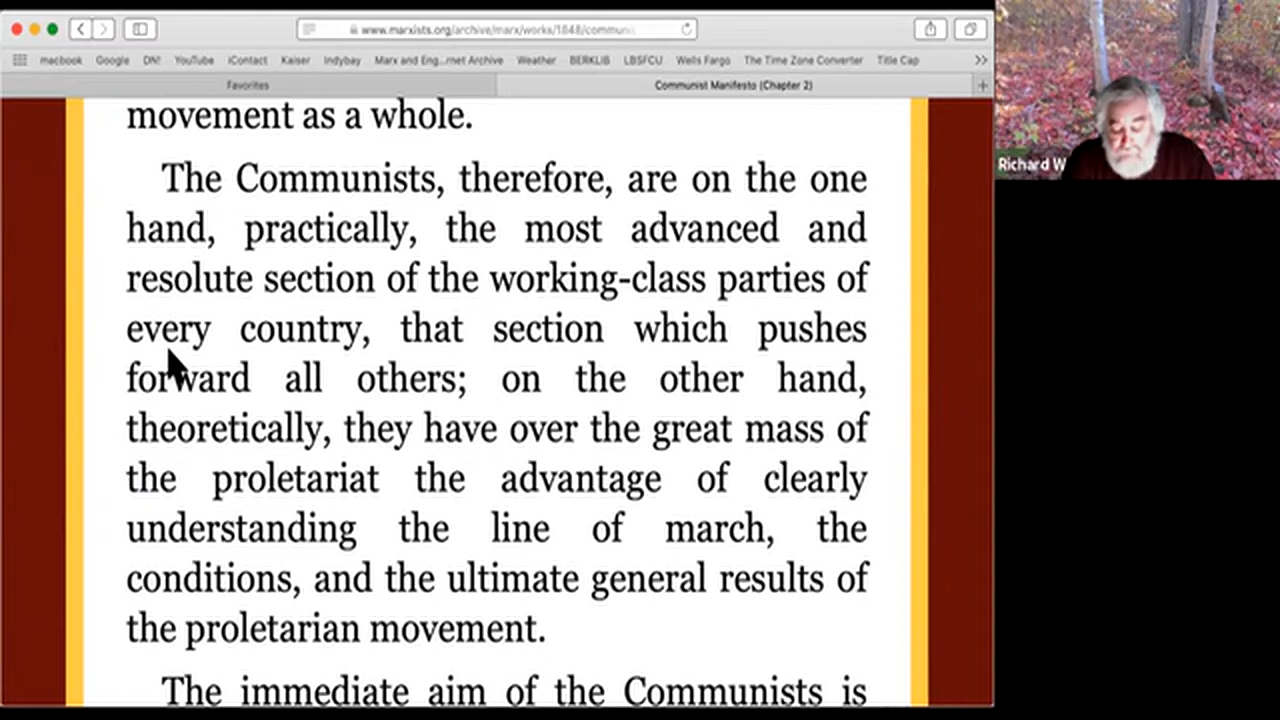 www.marxists.org/archive/marx/works/1848/commun
macbook Google DN! YouTube iContact Kaiser Indybay Marx and Eng...rnet Archive Weather BERKLIB LBSFCU Wells Fargo The Time Zone Converter Title Cap >>
Favorites Communist Manifesto (Chapter 2) +
movement as a whole.
The Communists, therefore, are on the one
hand, practically, the most advanced and
resolute section of the working-class parties of
every country, that section which pushes
forward all others; on the other hand,
theoretically, they have over the great mass of
the proletariat the advantage of clearly
understanding the line of march, the
conditions, and the ultimate general results of
the proletarian movement.
The immediate aim of the Communists is
Richard W